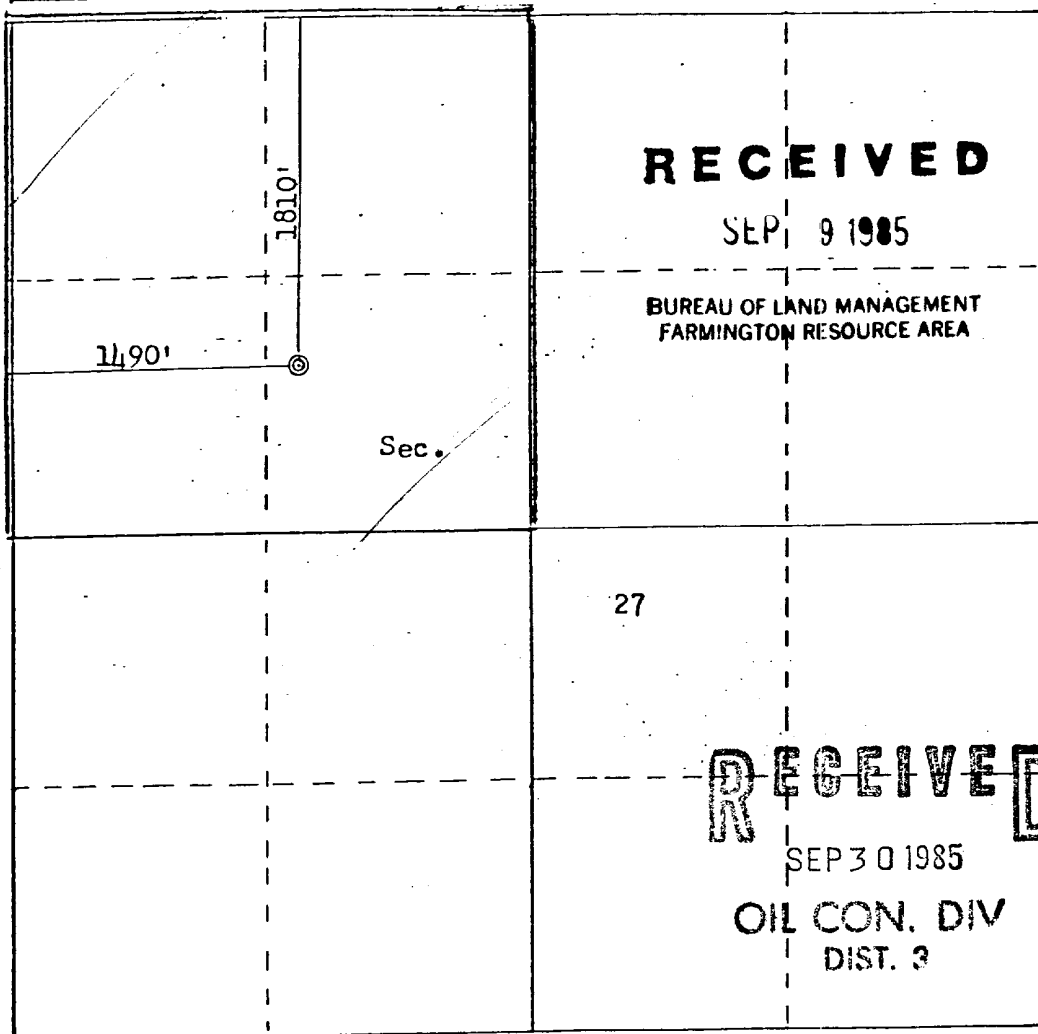 1810'
RECEIVED
SEP 9 1985
BUREAU OF LAND MANAGEMENT
FARMINGTON RESOURCE AREA
1490'
Sec.
27
RECEIVED
SEP 30 1985
OIL CON. DIV
DIST. 3